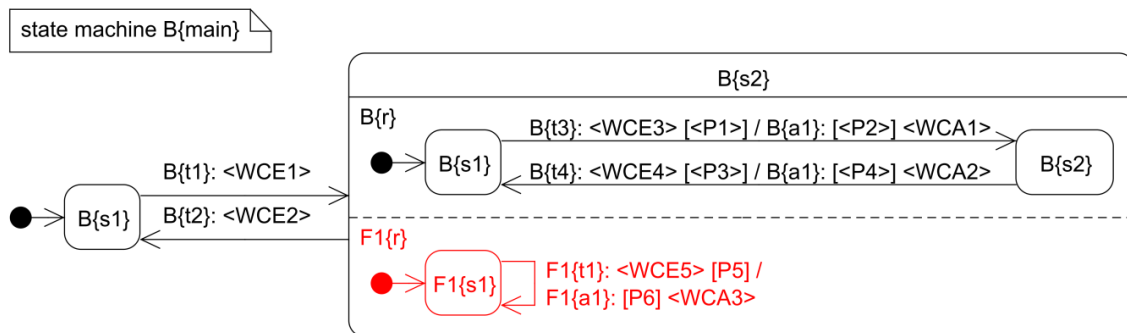 state machine B{main}
B{s2}
B{r}
B{t3}: <WCE3> [<P1>] / B{a1}: [<P2>] <WCA1>
B{s1}
B{s2}
B{t4}: <WCE4> [<P3>] / B{a1}: [<P4>] <WCA2>
B{t1}: <WCE1>
B{s1}
B{t2}: <WCE2>
F1{r}
F1{s1}
F1{t1}: <WCE5> [P5] /
F1{a1}: [P6] <WCA3>